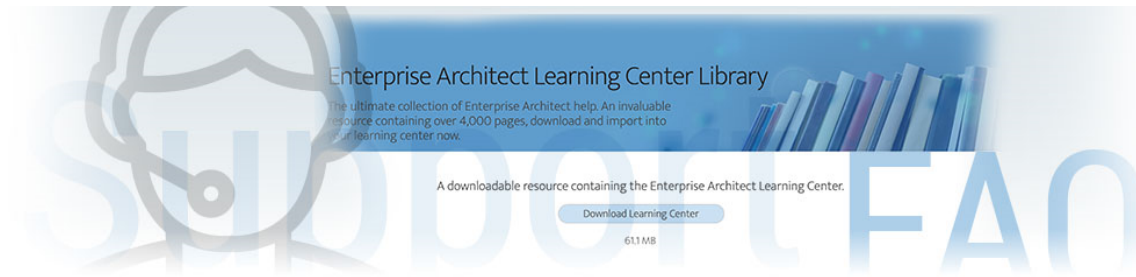 Enterprise Architect Learning Center Library
The ultimate collection of Enterprise Architect help. An invaluable
resource containing over 4,000 pages, download and import into
your learning center now.
Support FAQ
A downloadable resource containing the Enterprise Architect Learning Center.
Download Learning Center
61.1 MB